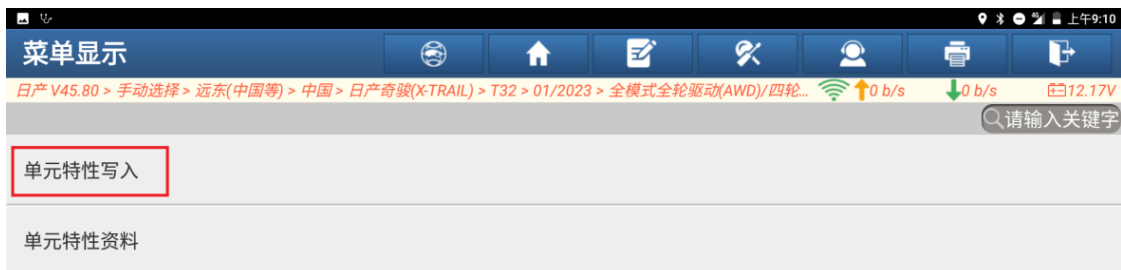 上午9:10
菜单显示
日产 V45.80 > 手动选择 > 远东(中国等) > 中国 > 日产奇骏(X-TRAIL) > T32 > 01/2023 > 全模式全轮驱动(AWD)/四轮... 0 b/s 0 b/s 12.17V
请输入关键字
单元特性写入
单元特性资料